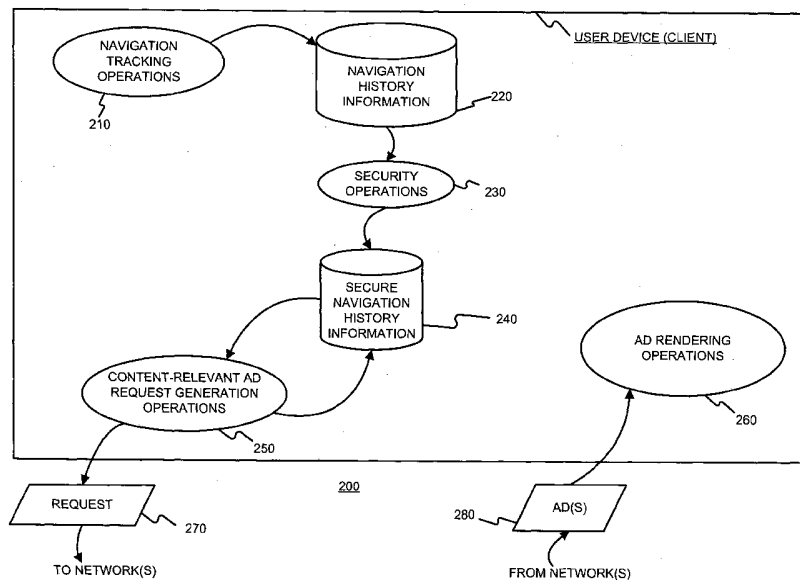 USER DEVICE (CLIENT)
NAVIGATION
TRACKING
OPERATIONS
210
NAVIGATION
HISTORY
INFORMATION
220
SECURITY
OPERATIONS
230
SECURE
NAVIGATION
HISTORY
INFORMATION
240
AD RENDERING
OPERATIONS
260
CONTENT-RELEVANT AD
REQUEST GENERATION
OPERATIONS
250
200
REQUEST
270
TO NETWORK(S)
AD(S)
280
FROM NETWORK(S)